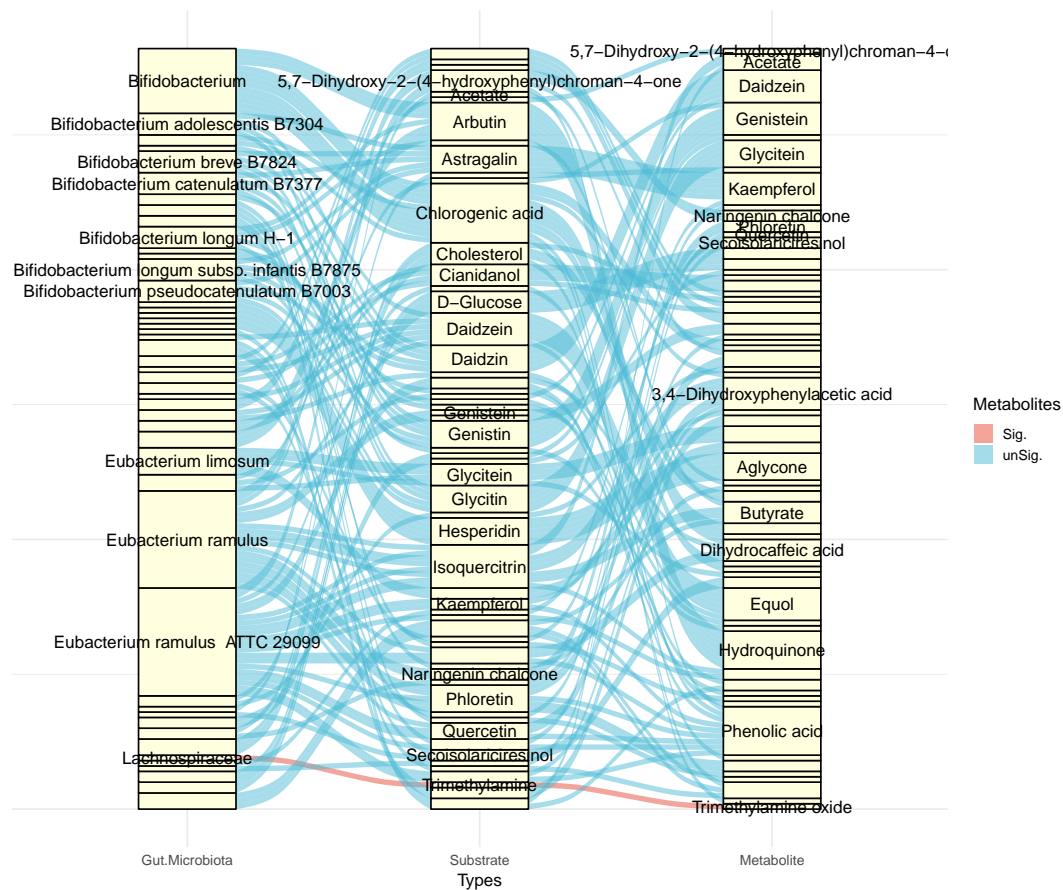 Bifidobacterium
Bifidobacterium adolescentis B7304
Bifidobacterium breve B7824
Bifidobacterium catenulatum B7377
Bifidobacterium longum H−1
Bifidobacterium longum subsp. infantis B7875
Bifidobacterium pseudocatenulatum B7003
Eubacterium limosum
Eubacterium ramulus
Eubacterium ramulus  ATTC 29099
Lachnospiraceae
5,7−Dihydroxy−2−(4−hydroxyphenyl)chroman−4−one
Acetate
Arbutin
Astragalin
Chlorogenic acid
Cholesterol
Cianidanol
D−Glucose
Daidzein
Daidzin
Genistein
Genistin
Glycitein
Glycitin
Hesperidin
Isoquercitrin
Kaempferol
Naringenin chalcone
Phloretin
Quercetin
Secoisolariciresinol
Trimethylamine
5,7−Dihydroxy−2−(4−hydroxyphenyl)chroman−4−
Acetate
Daidzein
Genistein
Glycitein
Kaempferol
Naringenin chalcone
Phloretin
Quercetin
Secoisolariciresinol
3,4−Dihydroxyphenylacetic acid
Aglycone
Butyrate
Dihydrocaffeic acid
Equol
Hydroquinone
Phenolic acid
Trimethylamine oxide
Metabolites
Sig.
unSig.
Gut.Microbiota
Substrate
Metabolite
Types